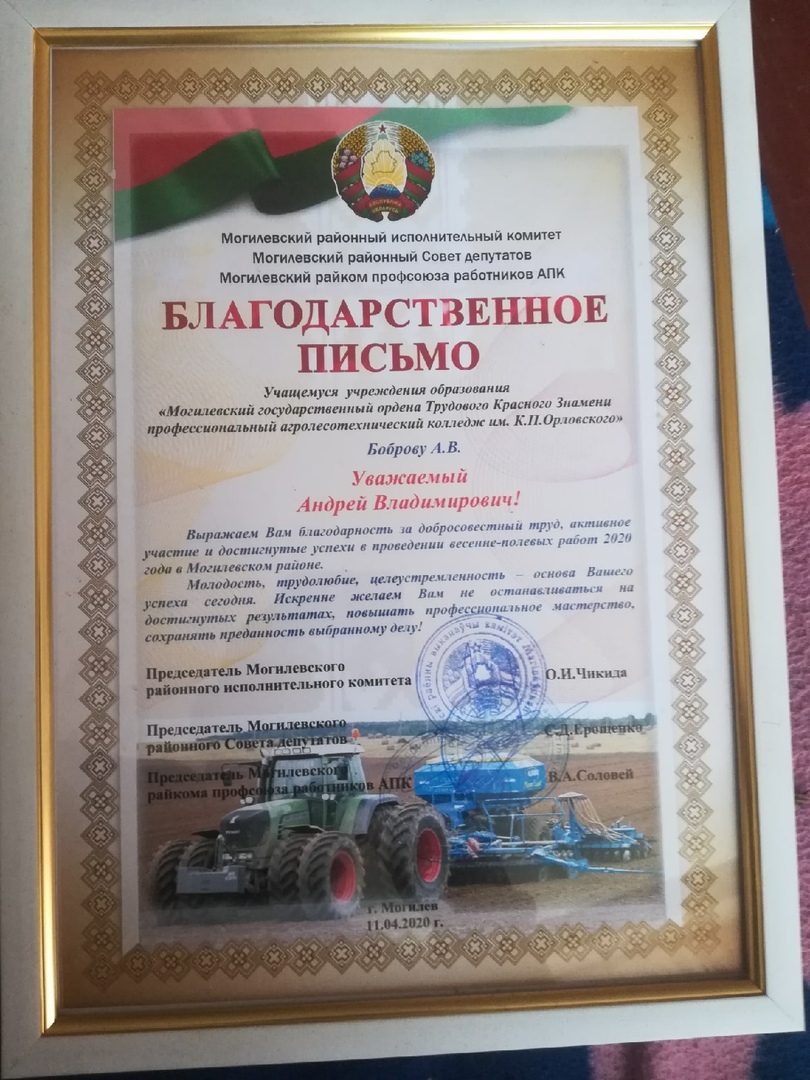 Могилевский районный исполнительный комитет
Могилевский районный Совет депутатов
Могилевский райком профсоюза работников АПК
БЛАГОДАРСТВЕННОЕ
ПИСЬМО
Учащемуся учреждения образования
«Могилевский государственный ордена Трудового Красного Знамени
профессиональный агролесотехнический колледж им. К.П.Орловского»
Боброву А.В.
Уважаемый
Андрей Владимирович!
Выражаем Вам благодарность за добросовестный труд, активное
участие и достигнутые успехи в проведении весенне-полевых работ 2020
года в Могилевском районе.
Молодость, трудолюбие, целеустремленность – основа Вашего
успеха сегодня. Искренне желаем Вам не останавливаться на
достигнутых результатах, повышать профессиональное мастерство,
сохранять преданность выбранному делу!
Председатель Могилевского
районного исполнительного комитета
О.И.Чикида
Председатель Могилевского
районного Совета депутатов
С.Д.Ерощенко
Председатель Могилевского
райкома профсоюза работников АПК
В.А.Соловей
г. Могилев
11.04.2020 г.